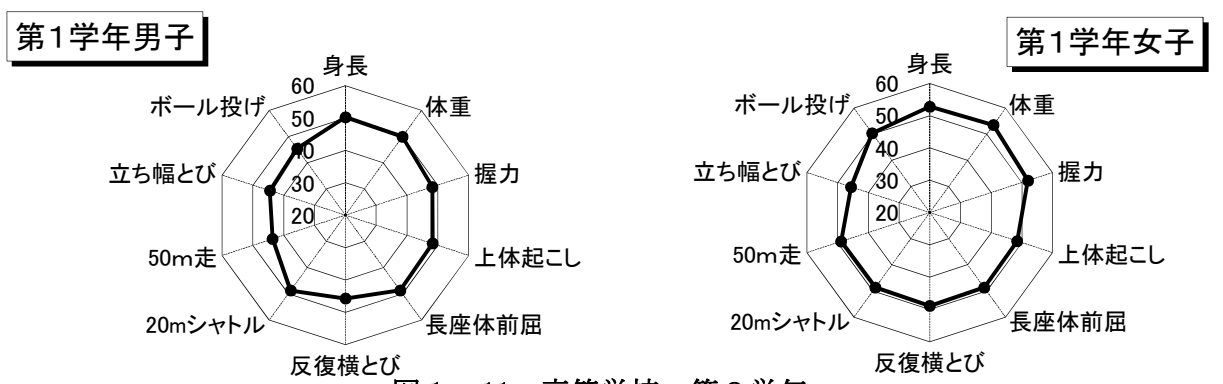 第1学年男子
身長
体重
握力
上体起こし
長座体前屈
反復横とび
20mシャトル
50m走
立ち幅とび
ボール投げ
60
50
40
30
20
第1学年女子
身長
体重
握力
上体起こし
長座体前屈
反復横とび
20mシャトル
50m走
立ち幅とび
ボール投げ
60
50
40
30
20